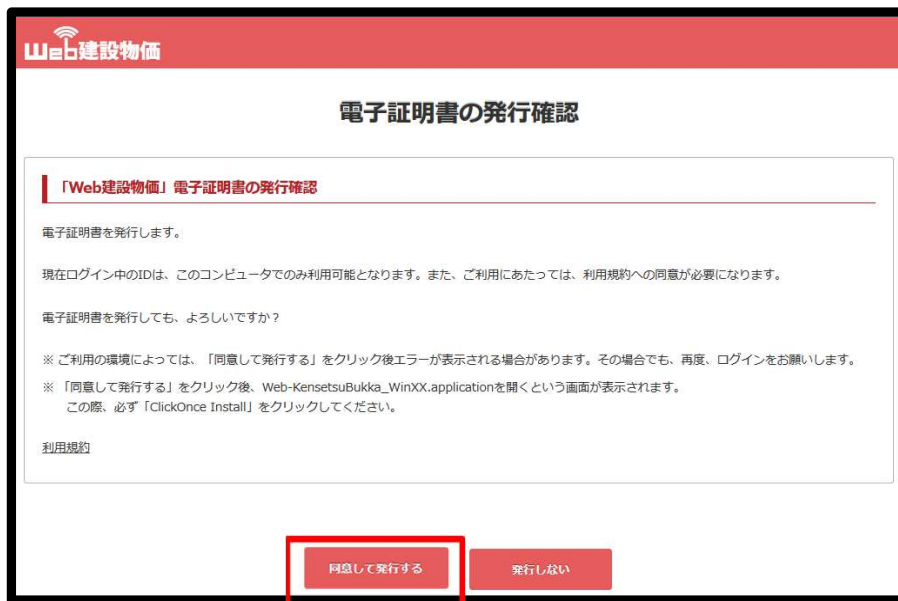 Web建設物価
電子証明書の発行確認
「Web建設物価」電子証明書の発行確認
電子証明書を発行します。
現在ログイン中のIDは、このコンピュータでのみ利用可能となります。また、ご利用にあたっては、利用規約への同意が必要になります。
電子証明書を発行しても、よろしいですか？
※ ご利用の環境によっては、「同意して発行する」をクリック後エラーが表示される場合があります。その場合でも、再度、ログインをお願いします。
※ 「同意して発行する」をクリック後、Web-KensetsuBukka_WinXX.applicationを開くという画面が表示されます。
この際、必ず「ClickOnce Install」をクリックしてください。
利用規約
同意して発行する 発行しない